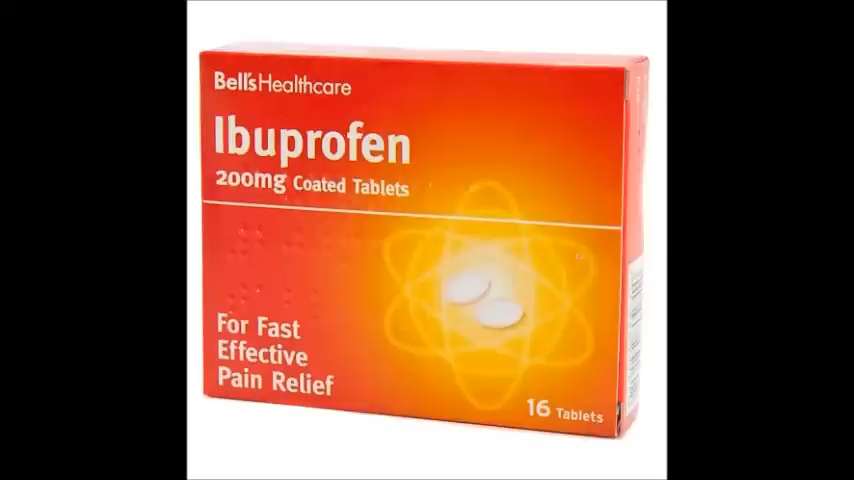 Bell's Healthcare
Ibuprofen
200mg Coated Tablets
For Fast
Effective
Pain Relief
16 Tablets